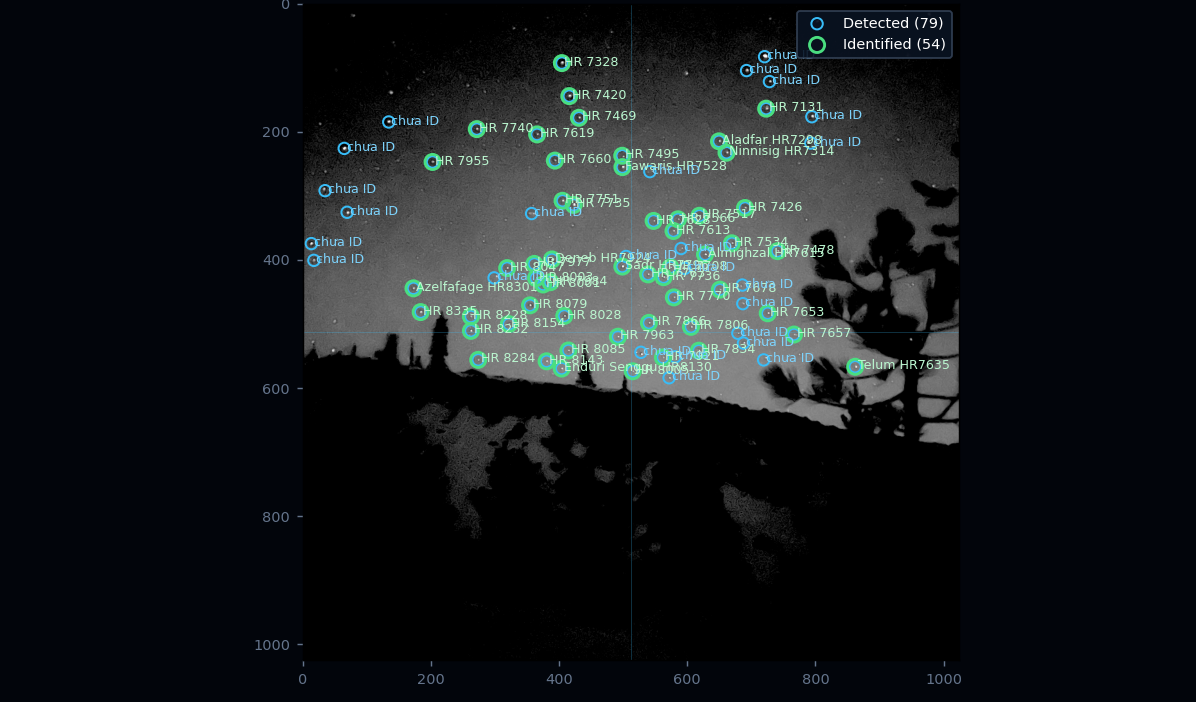 Detected (79)
Identified (54)
HR 7328
chua ID
chua ID
chua ID
HR 7420
HR 7131
HR 7469
chua ID
chua ID
HR 7740
HR 7619
Aladfar HR7298
chua ID
chua ID
Ninnisig HR7314
HR 7495
HR 7660
HR 7955
Fawaris HR7528
chua ID
chua ID
HR 7751
HR 7735
chua ID
chua ID
HR 7426
HR 7517
HR 7613
chua ID
HR 7534
chua ID
HR 7478
Almighzal HR7615
chua ID
HR 7736
Azelfafage HR8301
HR 7676
chua ID
HR 7770
chua ID
HR 8079
HR 8335
HR 8228
HR 8028
HR 7653
HR 8154
HR 7866
HR 7806
HR 8252
HR 7963
chua ID
HR 7657
chua ID
HR 8085
HR 7834
chua ID
HR 8284
HR 8143
HR 7921
chua ID
Telum HR7635
chua ID
0
200
400
600
800
1000
0
200
400
600
800
1000